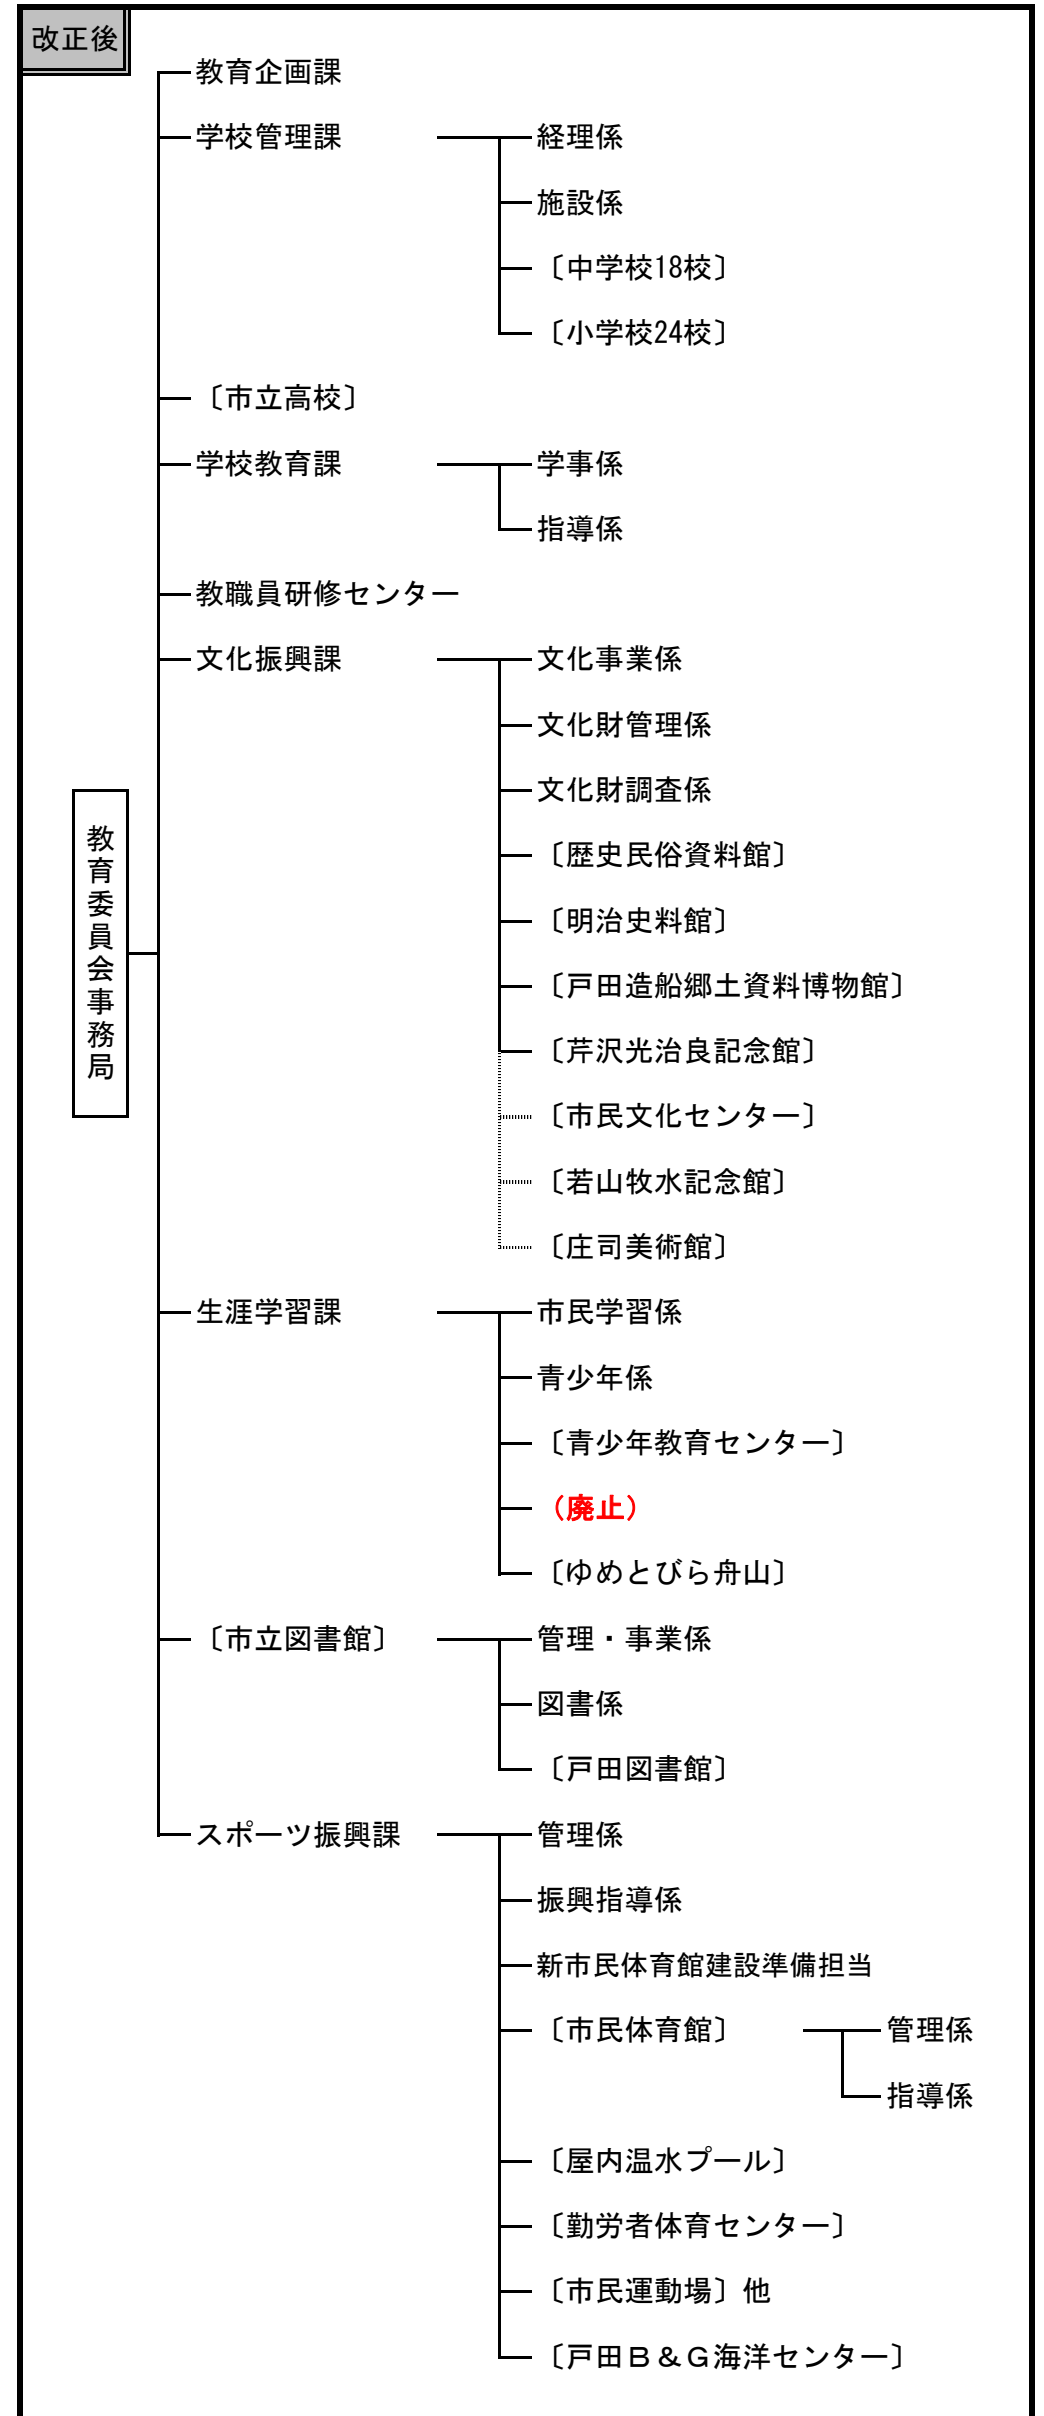 改正後
教育企画課
学校管理課 経理係
施設係
〔中学校18校〕
〔小学校24校〕
〔市立高校〕
学校教育課 学事係
指導係
教職員研修センター
文化振興課 文化事業係
文化財管理係
文化財調査係
〔歴史民俗資料館〕
〔明治史料館〕
〔戸田造船郷土資料博物館〕
〔芹沢光治良記念館〕
〔市民文化センター〕
〔若山牧水記念館〕
〔庄司美術館〕
教育委員会事務局
生涯学習課 市民学習係
青少年係
〔青少年教育センター〕
（廃止）
〔ゆめとびら舟山〕
〔市立図書館〕 管理・事業係
図書係
〔戸田図書館〕
スポーツ振興課 管理係
振興指導係
新市民体育館建設準備担当
〔市民体育館〕 管理係
指導係
〔屋内温水プール〕
〔勤労者体育センター〕
〔市民運動場〕他
〔戸田Ｂ＆Ｇ海洋センター〕